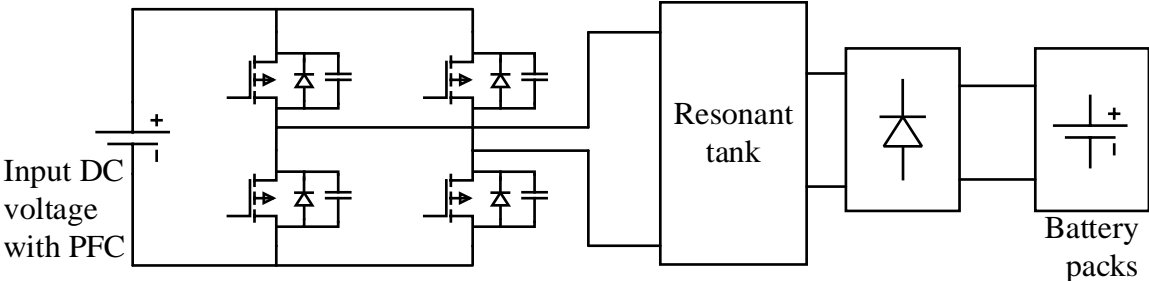 Input DC
voltage
with PFC
Resonant
tank
Battery
packs